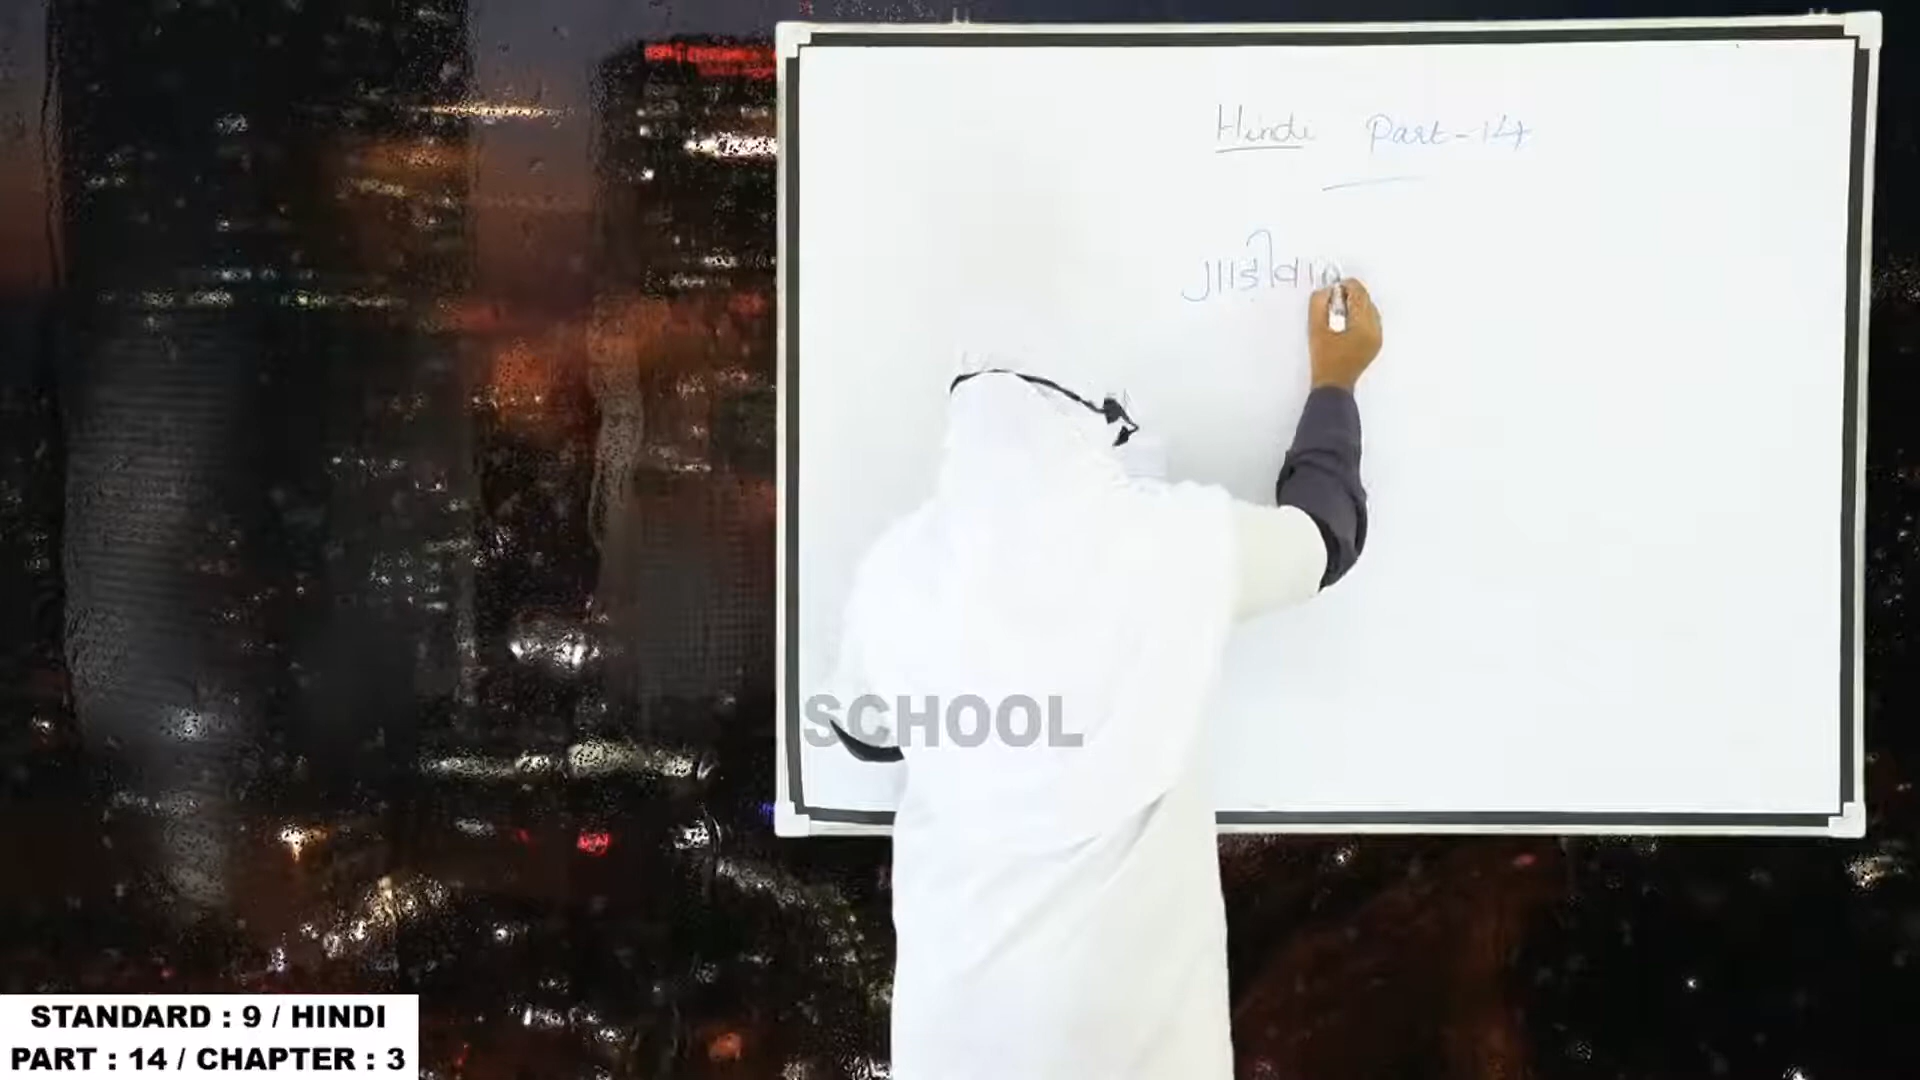 Hindi Part-14
गाडीवान
SCHOOL
STANDARD : 9 / HINDI
PART : 14 / CHAPTER : 3